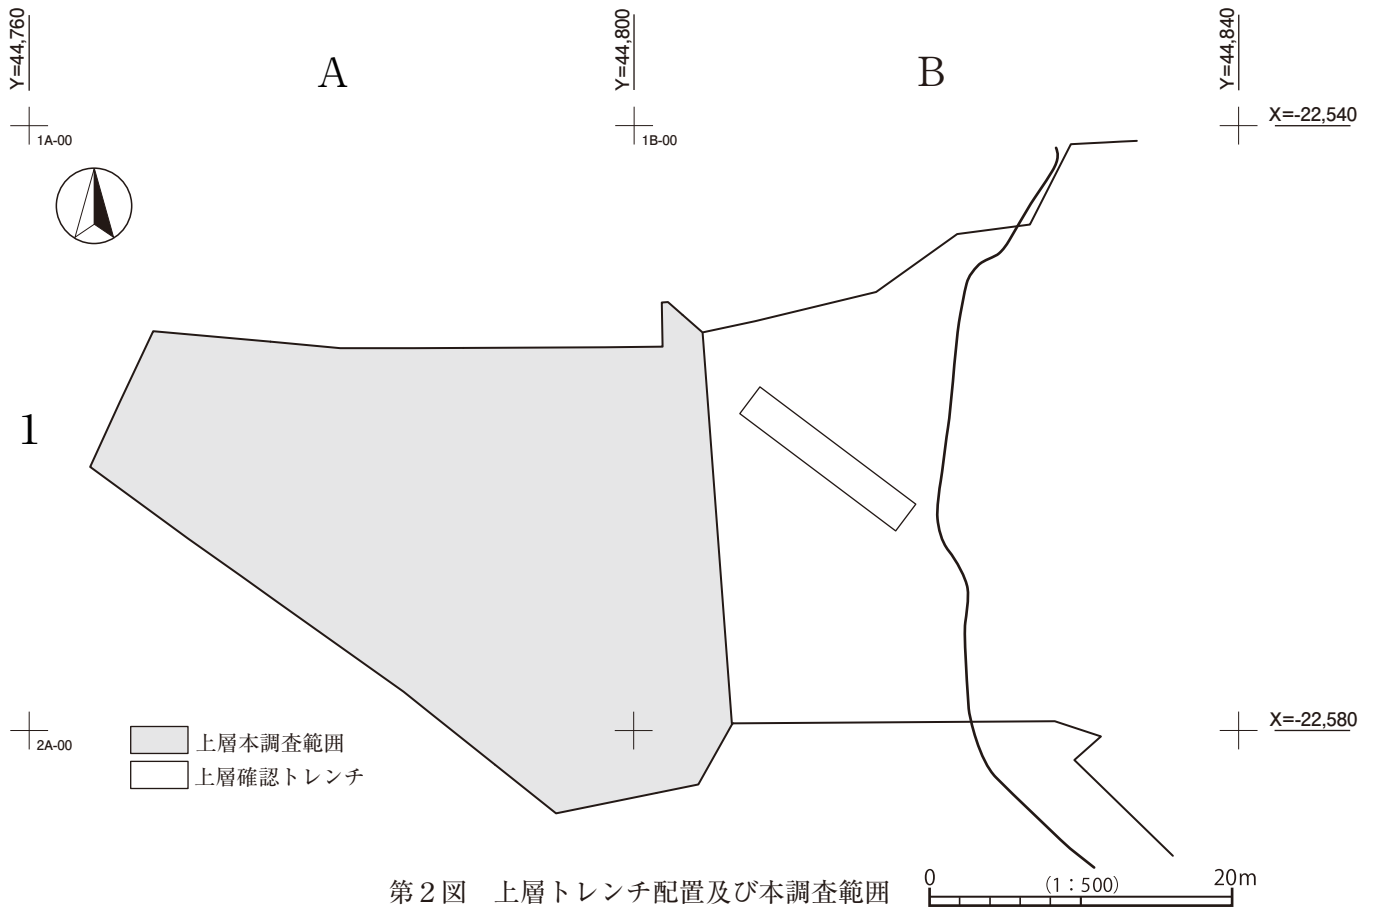 Y=44,760
Y=44,800
Y=44,840
A
B
X=-22,540
1A-00
1B-00
1
X=-22,580
2A-00
上層本調査範囲
上層確認トレンチ
第2図 上層トレンチ配置及び本調査範囲
0 (1:500) 20m